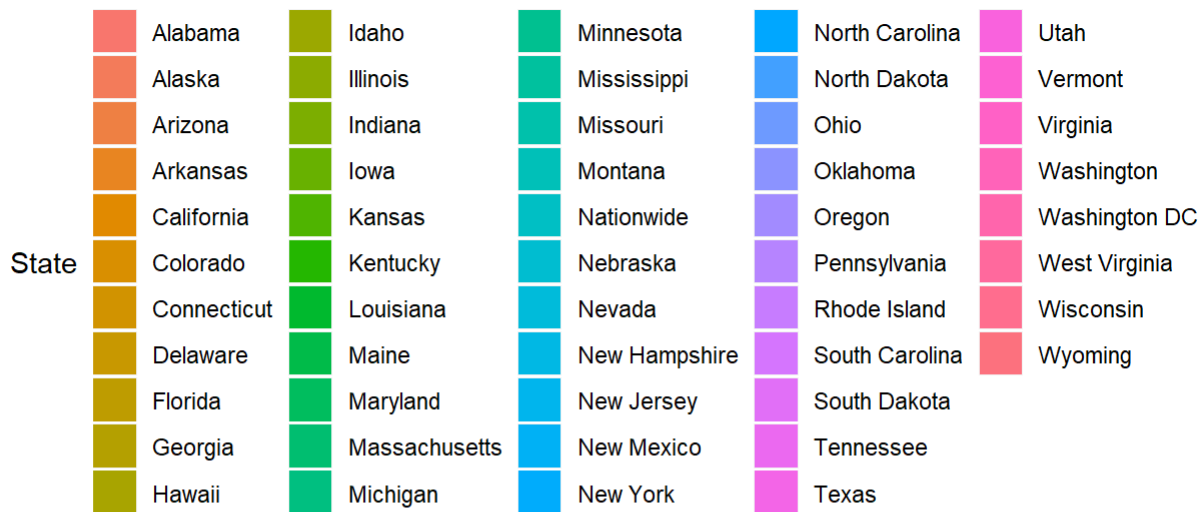 State
Alabama
Alaska
Arizona
Arkansas
California
Colorado
Connecticut
Delaware
Florida
Georgia
Hawaii
Idaho
Illinois
Indiana
Iowa
Kansas
Kentucky
Louisiana
Maine
Maryland
Massachusetts
Michigan
Minnesota
Mississippi
Missouri
Montana
Nationwide
Nebraska
Nevada
New Hampshire
New Jersey
New Mexico
New York
North Carolina
North Dakota
Ohio
Oklahoma
Oregon
Pennsylvania
Rhode Island
South Carolina
South Dakota
Tennessee
Texas
Utah
Vermont
Virginia
Washington
Washington DC
West Virginia
Wisconsin
Wyoming